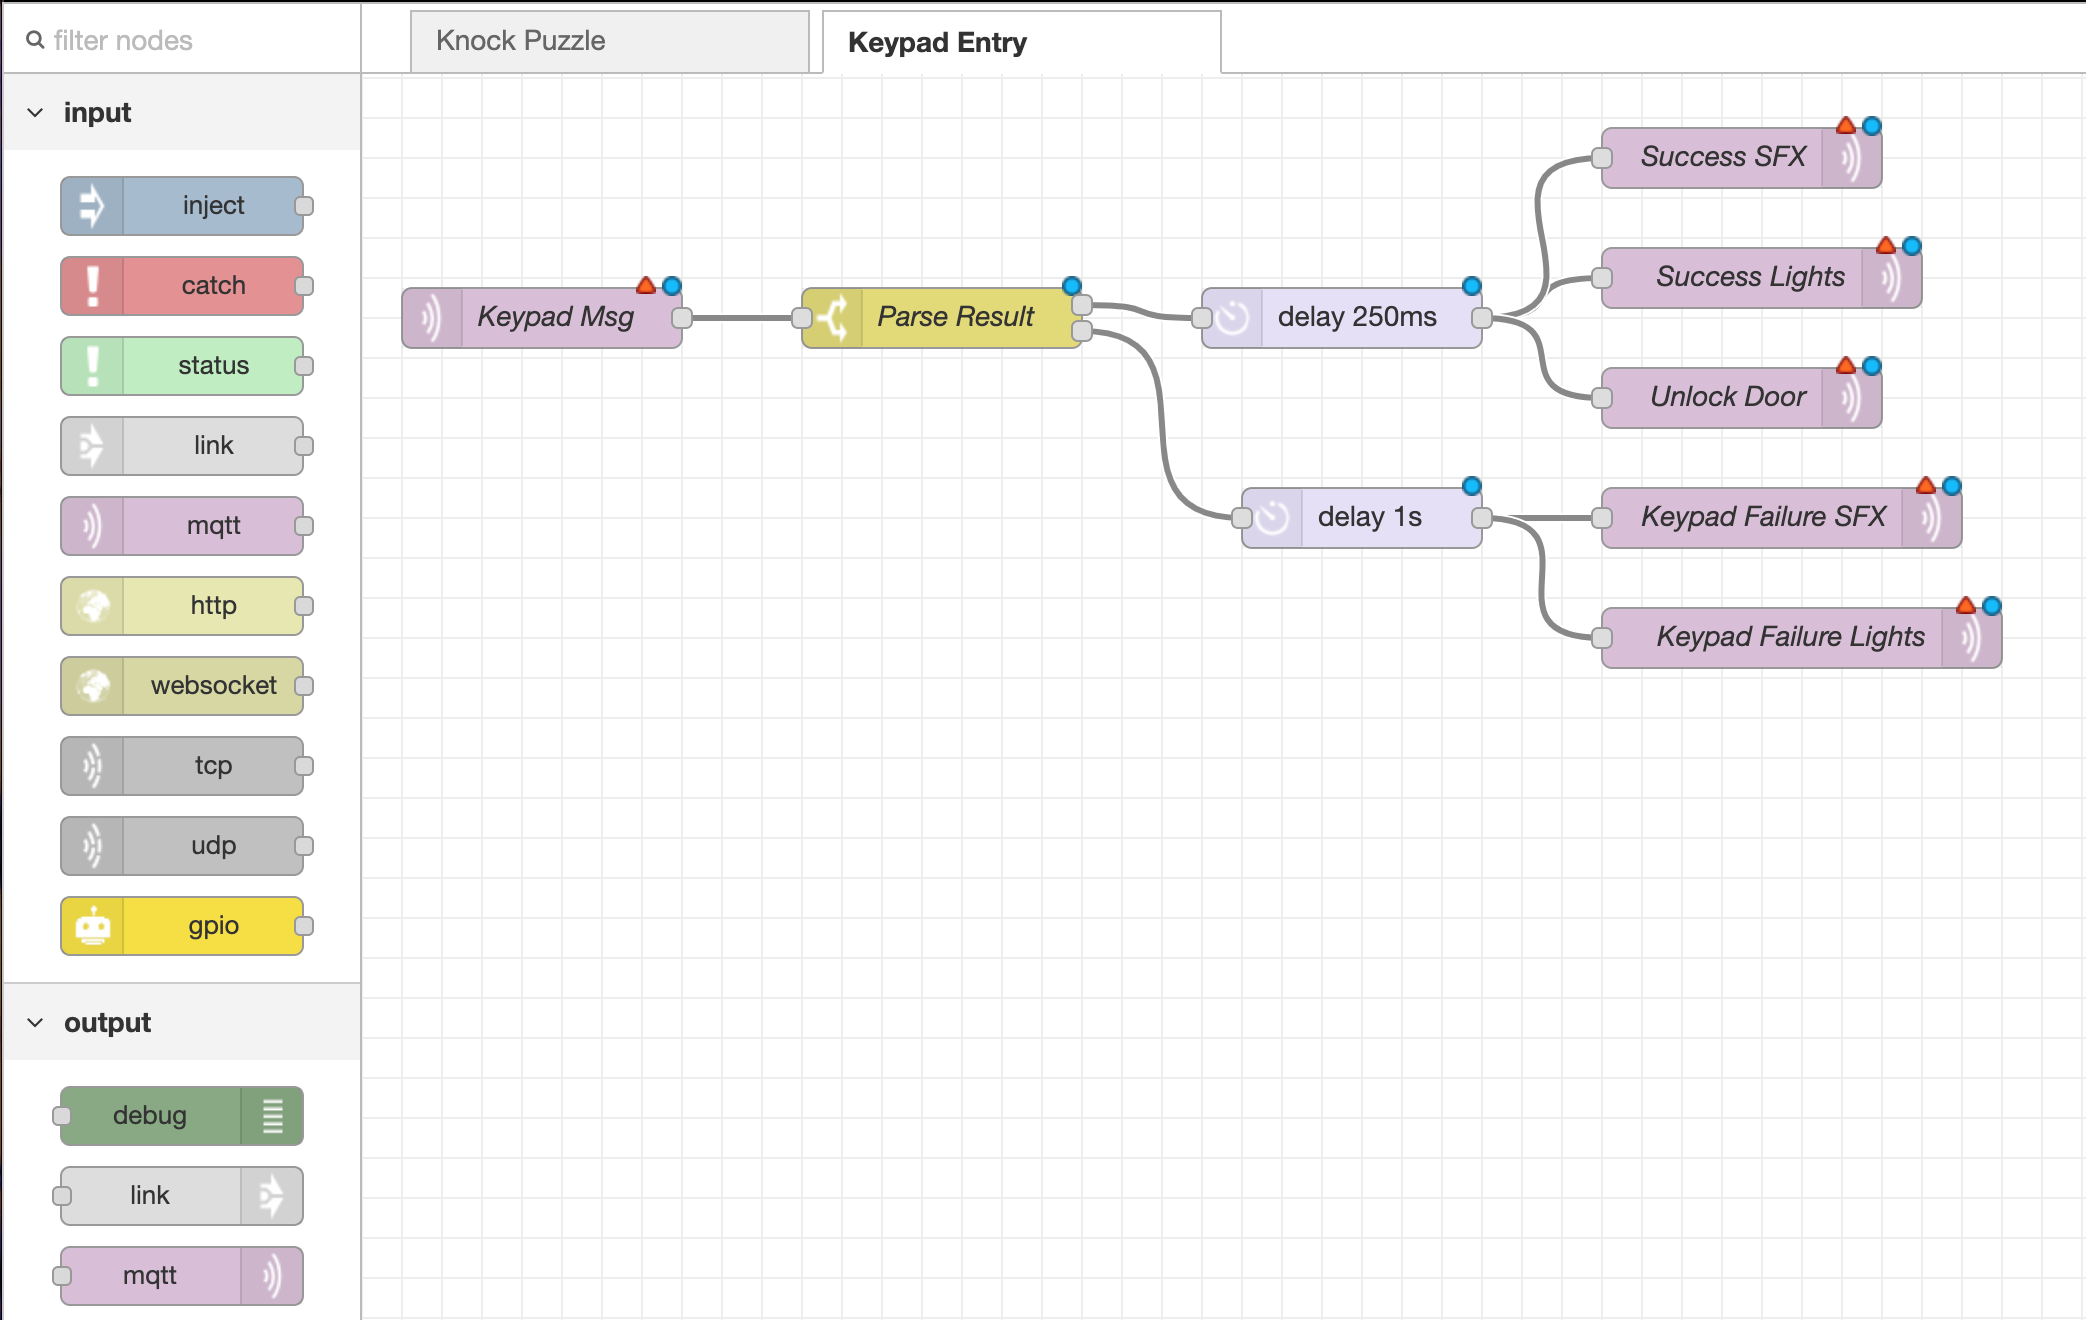 filter nodes
Knock Puzzle
Keypad Entry
input
inject
catch
status
link
mqtt
http
websocket
tcp
udp
gpio
output
debug
link
mqtt
Keypad Msg
Parse Result
delay 250ms
delay 1s
Success SFX
Success Lights
Unlock Door
Keypad Failure SFX
Keypad Failure Lights